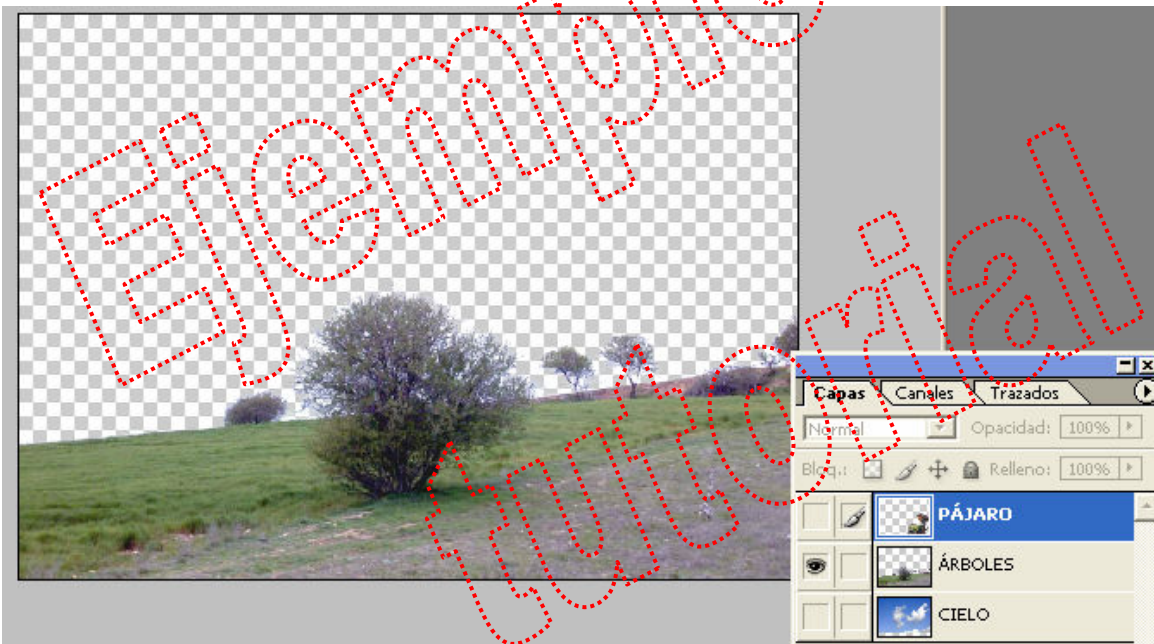 Ejemplo
tutorial
Capas Canales Trazados
Normal Opacidad: 100%
Bloq.: Relleno: 100%
PÁJARO
ÁRBOLES
CIELO